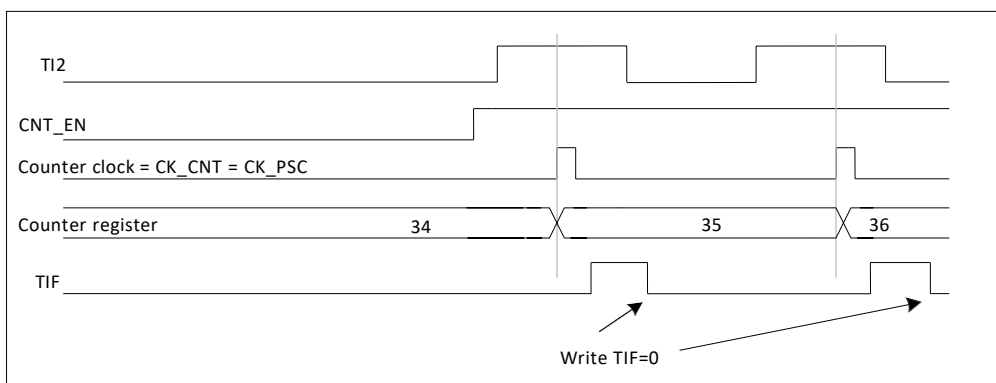 TI2
CNT_EN
Counter clock = CK_CNT = CK_PSC
Counter register
34
35
36
TIF
Write TIF=0